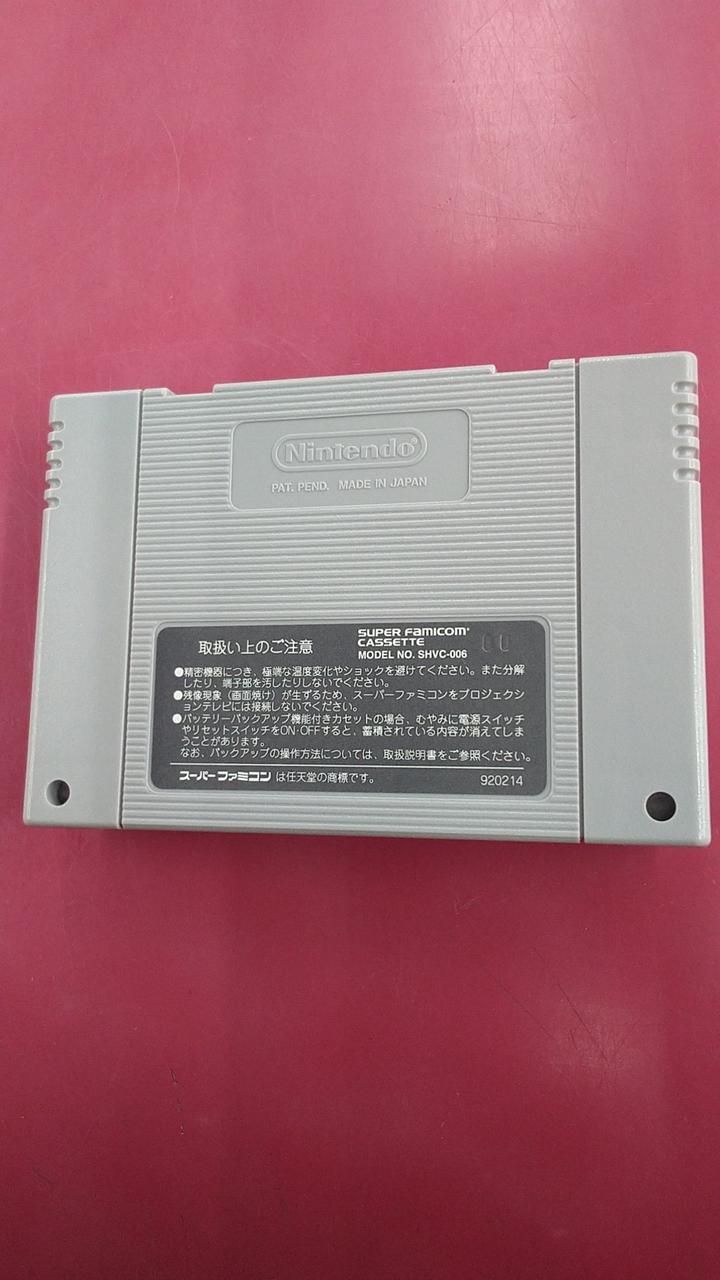 Nintendo®
PAT. PEND. MADE IN JAPAN
取扱い上のご注意
SUPER FAMICOM®
CASSETTE
MODEL NO. SHVC-006
●精密機器につき、極端な温度変化やショックを避けてください。また分解
したり、端子部を汚したりしないでください。
●残像現象（画面焼け）が生ずるため、スーパーファミコンをプロジェクシ
ョンテレビには接続しないでください。
●バッテリーバックアップ機能付きカセットの場合、むやみに電源スイッチ
やリセットスイッチをON・OFFすると、蓄積されている内容が消えてしま
うことがあります。
なお、バックアップの操作方法については、取扱説明書をご参照ください。
スーパーファミコン は任天堂の商標です。
920214